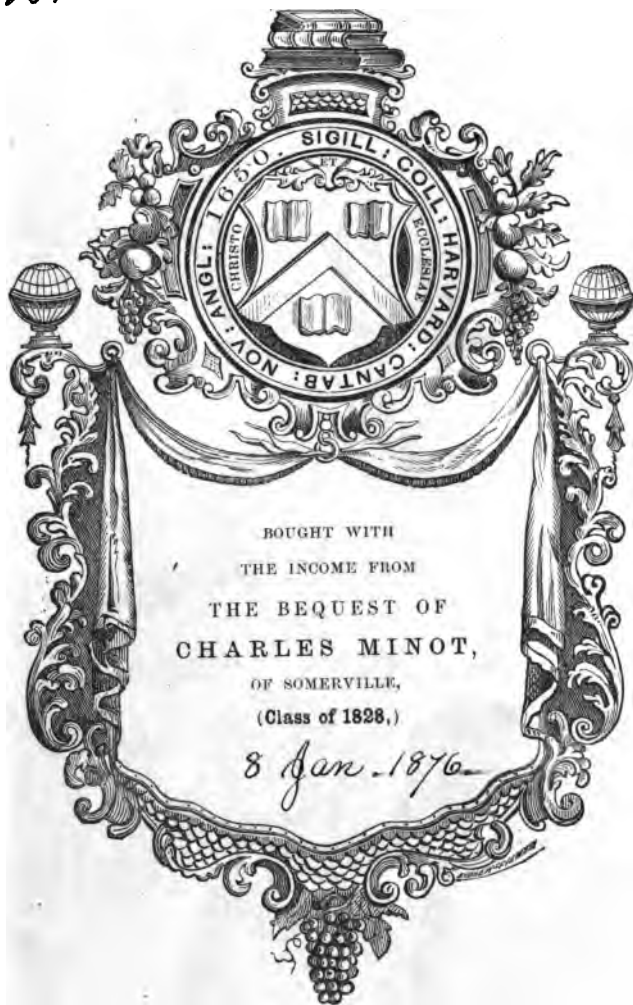 SIGILL: COLL: HARVARD: CANTAB: NOV: ANGL: 1650.
CHRISTO
ET
ECCLESIAE
BOUGHT WITH
THE INCOME FROM
THE BEQUEST OF
CHARLES MINOT,
OF SOMERVILLE,
(Class of 1828,)
8 Jan. 1876.